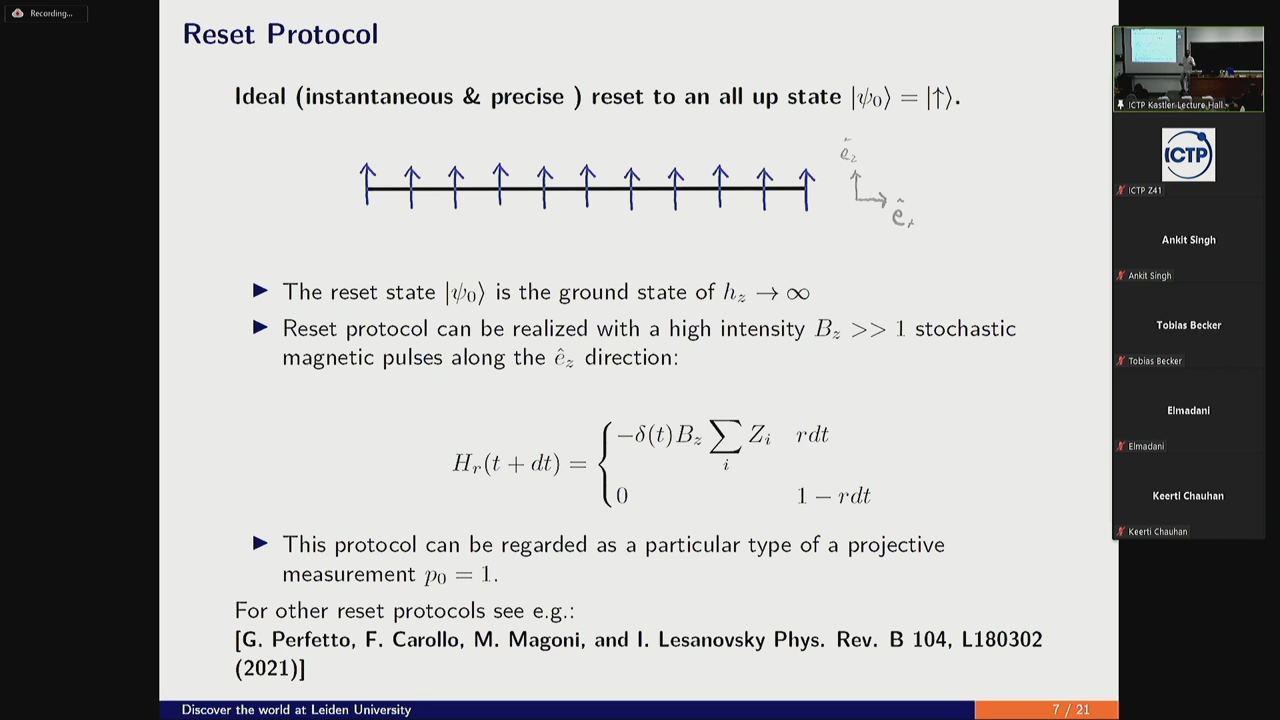 Recording...
Reset Protocol
Ideal (instantaneous & precise ) reset to an all up state |ψ₀⟩ = |↑⟩.
ê_z
▶ The reset state |ψ₀⟩ is the ground state of h_z → ∞
▶ Reset protocol can be realized with a high intensity B_z >> 1 stochastic
magnetic pulses along the ê_z direction:
H_r(t + dt) = { −δ(t)B_z ∑_i Z_i rdt
0 1 − rdt
▶ This protocol can be regarded as a particular type of a projective
measurement p₀ = 1.
For other reset protocols see e.g.:
[G. Perfetto, F. Carollo, M. Magoni, and I. Lesanovsky Phys. Rev. B 104, L180302
(2021)]
Discover the world at Leiden University
7 / 21
ICTP Kastler Lecture Hall
ICTP
ICTP Z41
Ankit Singh
Ankit Singh
Tobias Becker
Tobias Becker
Elmadani
Elmadani
Keerti Chauhan
Keerti Chauhan